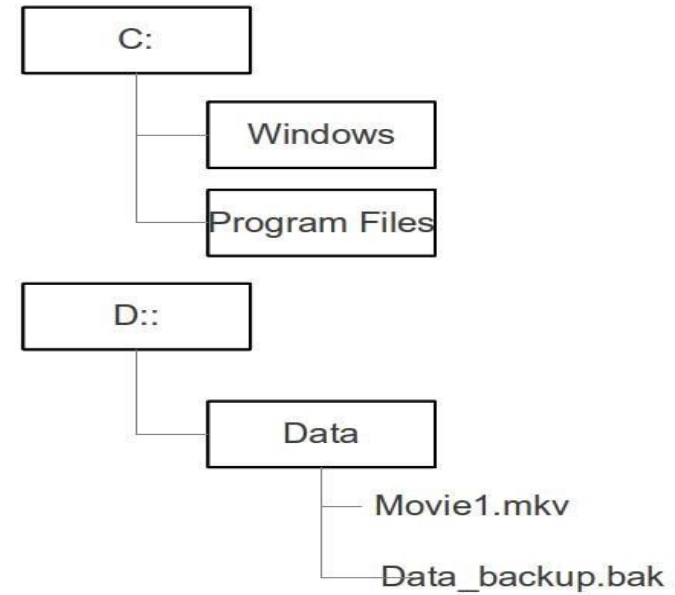 C:
Windows
Program Files
D::
Data
Movie1.mkv
Data_backup.bak